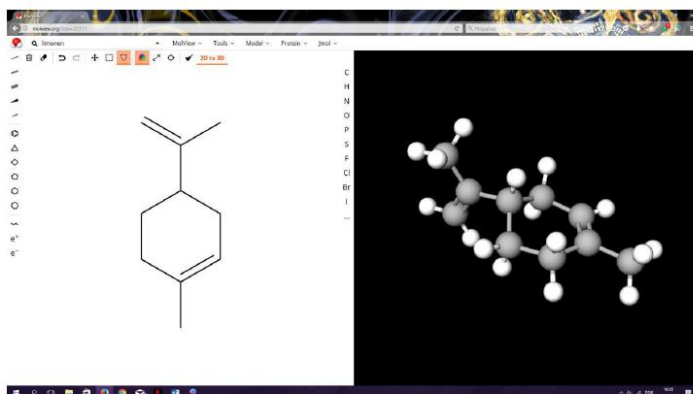 limonen
MolView Tools Model Protein Jmol
2D to 3D
C
H
N
O
P
S
F
Cl
Br
I
...
e+
e-